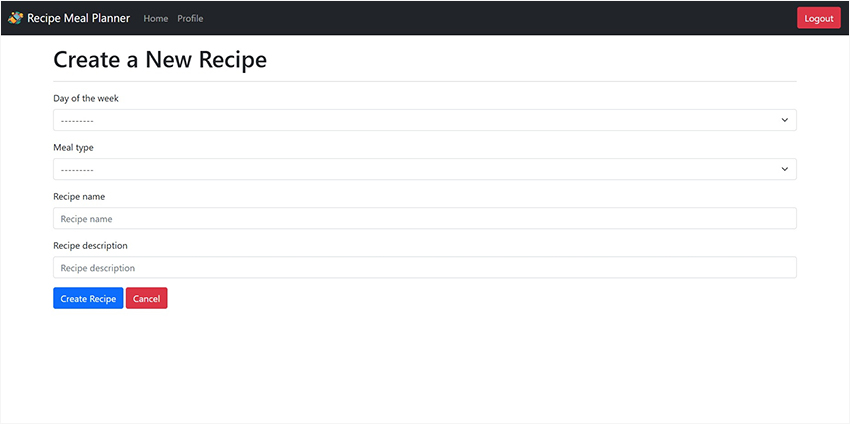 Recipe Meal Planner Home Profile Logout
Create a New Recipe
Day of the week
---------
Meal type
---------
Recipe name
Recipe name
Recipe description
Recipe description
Create Recipe Cancel